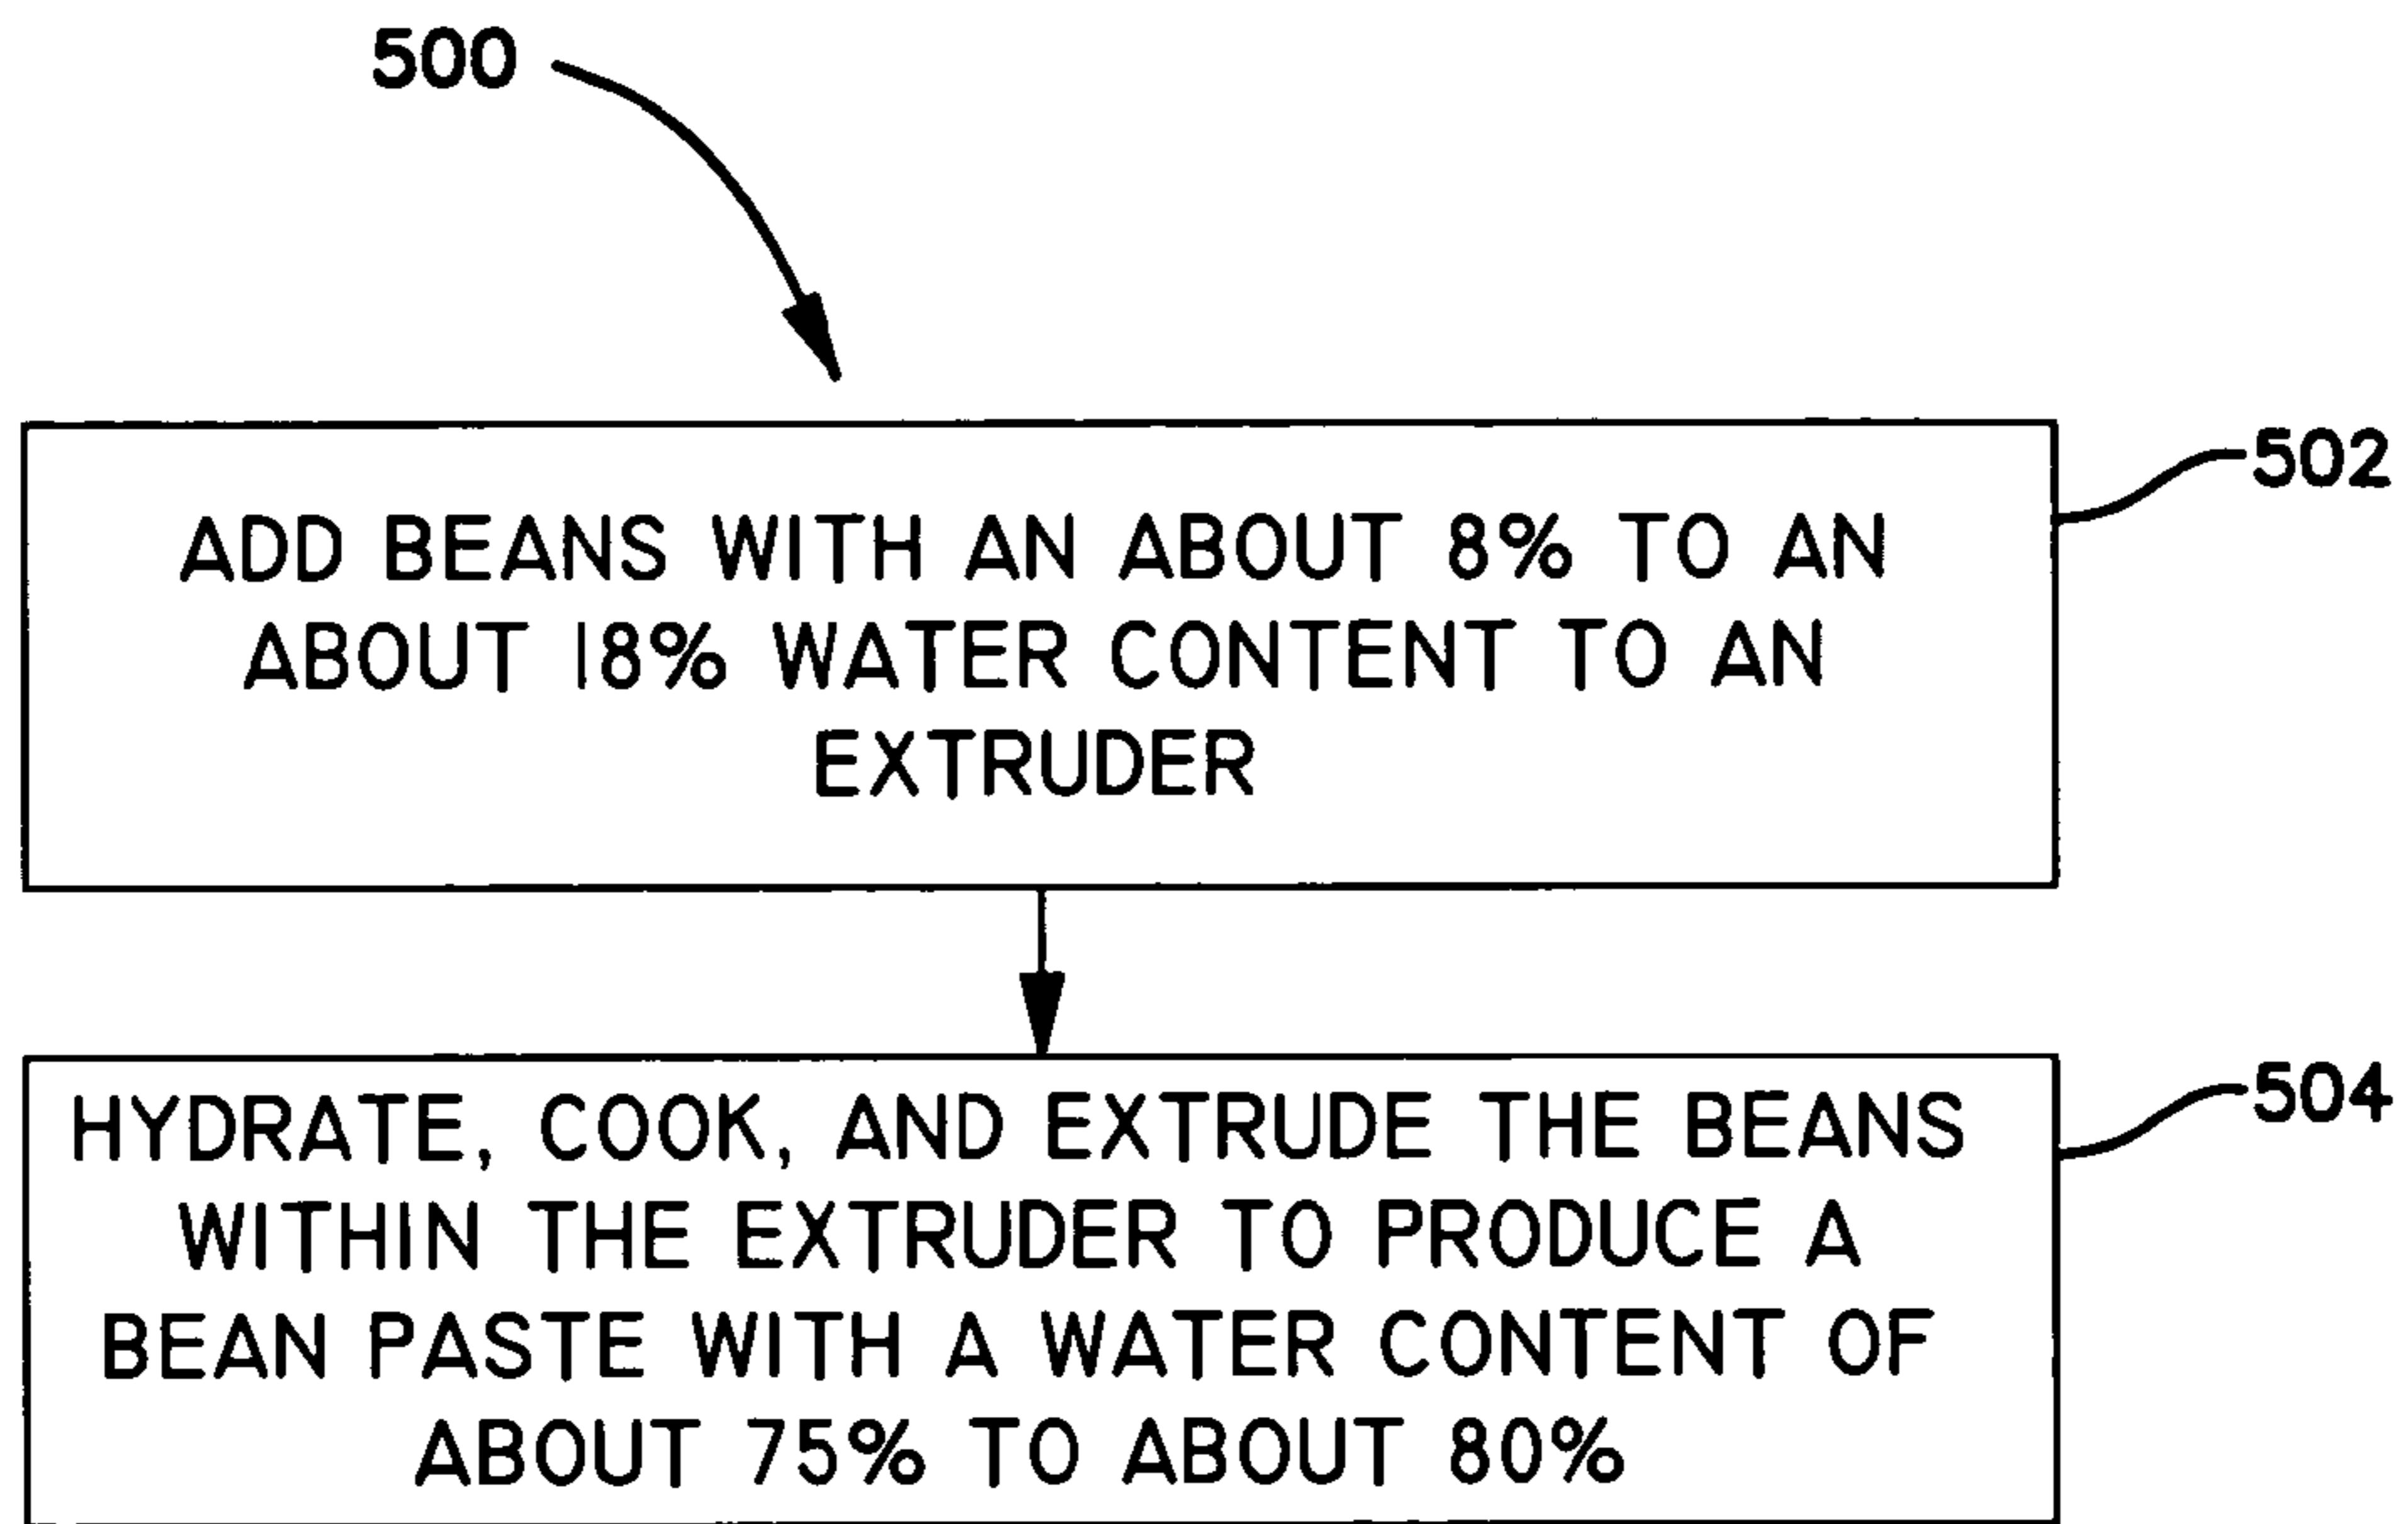 500
502
ADD BEANS WITH AN ABOUT 8% TO AN
ABOUT 18% WATER CONTENT TO AN
EXTRUDER
504
HYDRATE, COOK, AND EXTRUDE THE BEANS
WITHIN THE EXTRUDER TO PRODUCE A
BEAN PASTE WITH A WATER CONTENT OF
ABOUT 75% TO ABOUT 80%